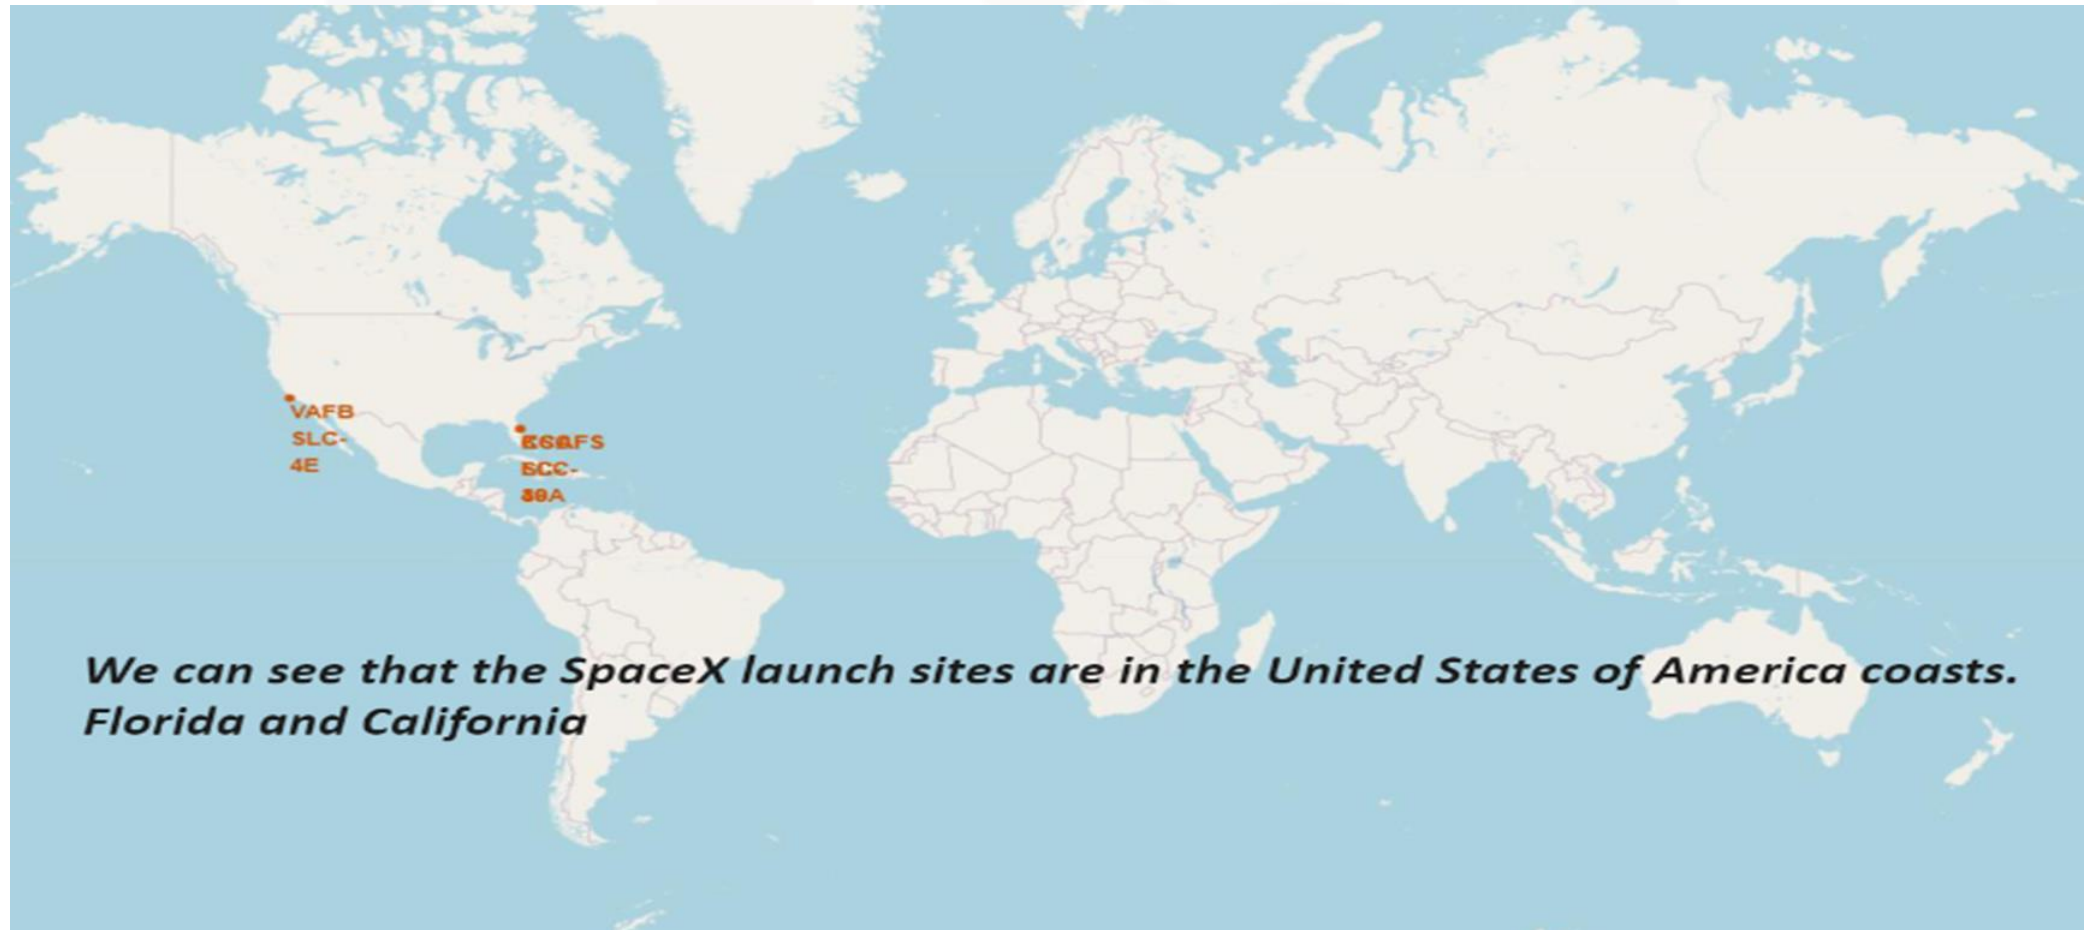 VAFB
SLC-
4E
We can see that the SpaceX launch sites are in the United States of America coasts.
Florida and California